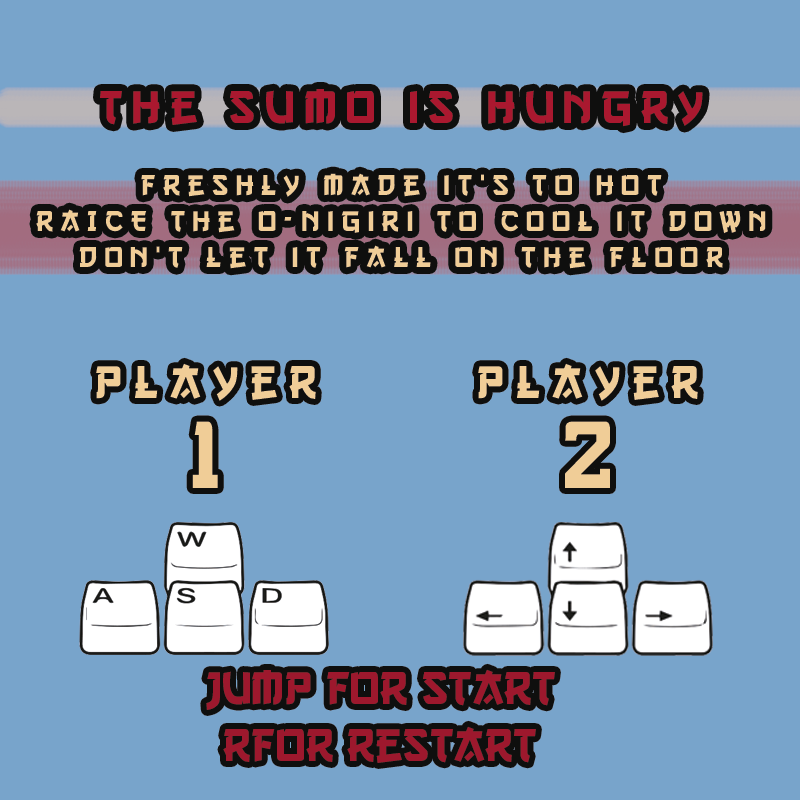 THE SUMO IS HUNGRY
FRESHLY MADE IT'S TO HOT
RAICE THE O-NIGIRI TO COOL IT DOWN
DON'T LET IT FALL ON THE FLOOR
PLAYER PLAYER
1 2
W ↑
A S D ← ↓ →
JUMP FOR START
RFOR RESTART